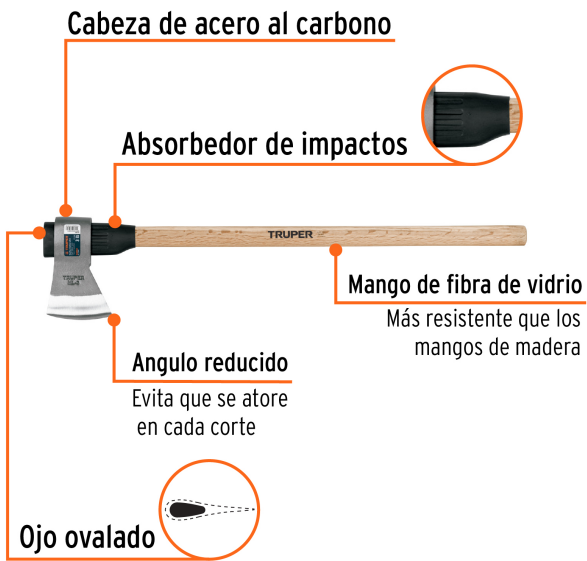 Cabeza de acero al carbono
Absorbedor de impactos
TRUPER
TRUPER
Mango de fibra de vidrio
Más resistente que los
mangos de madera
Angulo reducido
Evita que se atore
en cada corte
Ojo ovalado